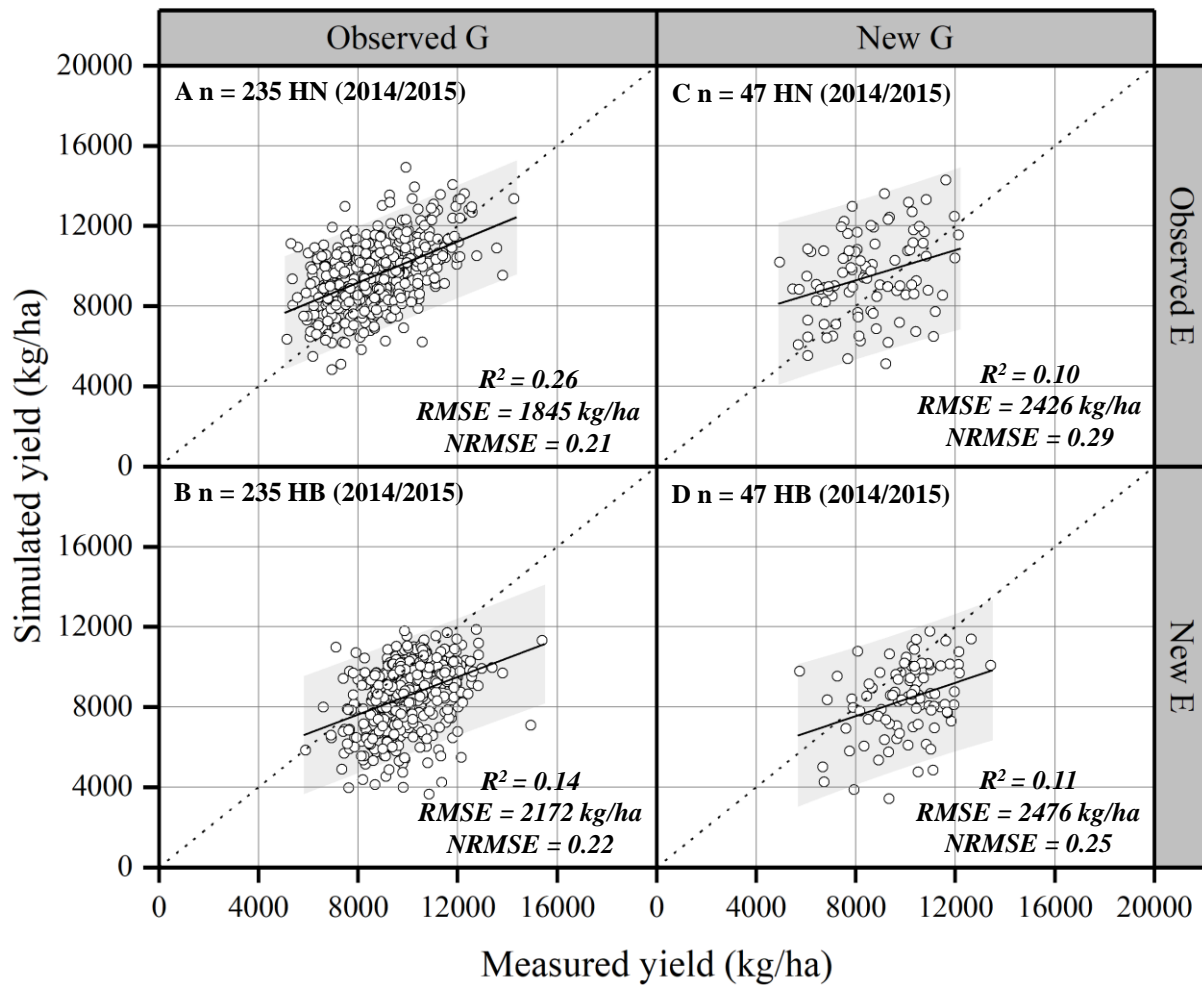 Observed G
New G
20000
16000
12000
8000
4000
0
A n = 235 HN (2014/2015)
R² = 0.26
RMSE = 1845 kg/ha
NRMSE = 0.21
C n = 47 HN (2014/2015)
R² = 0.10
RMSE = 2426 kg/ha
NRMSE = 0.29
Observed E
16000
12000
8000
4000
0
B n = 235 HB (2014/2015)
R² = 0.14
RMSE = 2172 kg/ha
NRMSE = 0.22
D n = 47 HB (2014/2015)
R² = 0.11
RMSE = 2476 kg/ha
NRMSE = 0.25
New E
Simulated yield (kg/ha)
0 4000 8000 12000 16000 0 4000 8000 12000 16000 20000
Measured yield (kg/ha)